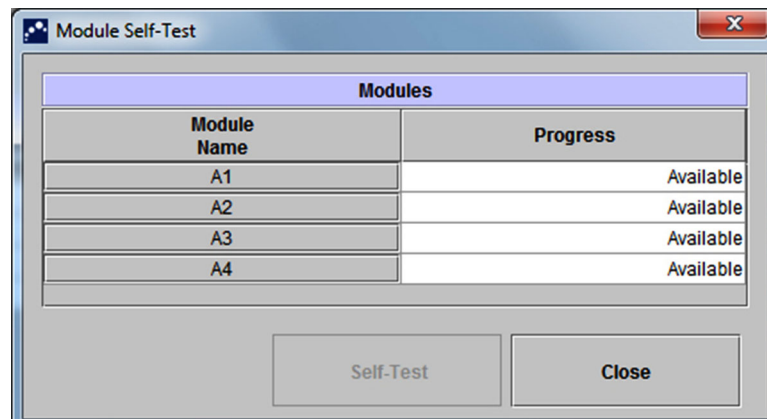 Module Self-Test
Modules
Module
Name
Progress
A1 Available
A2 Available
A3 Available
A4 Available
Self-Test Close